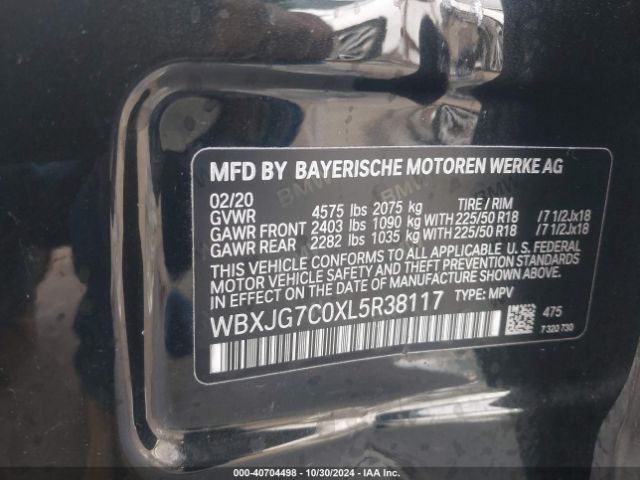 MFD BY BAYERISCHE MOTOREN WERKE AG
02/20 TIRE / RIM
GVWR 4575 lbs 2075 kg
GAWR FRONT 2403 lbs 1090 kg WITH 225/50 R18 /7 1/2Jx18
GAWR REAR 2282 lbs 1035 kg WITH 225/50 R18 /7 1/2Jx18
THIS VEHICLE CONFORMS TO ALL APPLICABLE U. S. FEDERAL
MOTOR VEHICLE SAFETY AND THEFT PREVENTION STANDARDS
IN EFFECT ON THE DATE OF MANUFACTURE SHOWN ABOVE.
WBXJG7C0XL5R38117 TYPE: MPV
475
7 320 730
000-40704498 - 10/30/2024 - IAA Inc.